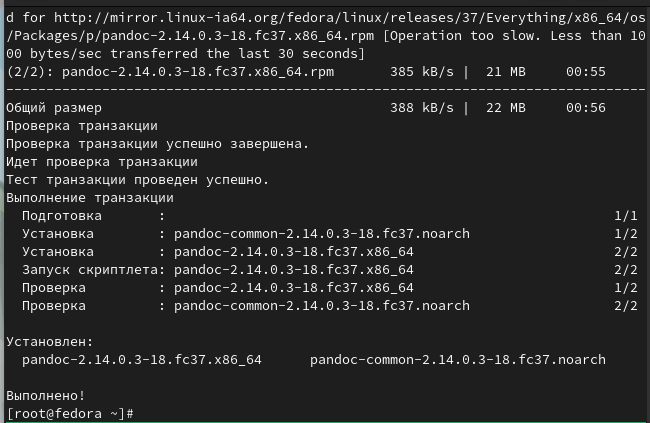 d for http://mirror.linux-ia64.org/fedora/linux/releases/37/Everything/x86_64/os
/Packages/p/pandoc-2.14.0.3-18.fc37.x86_64.rpm [Operation too slow. Less than 10
00 bytes/sec transferred the last 30 seconds]
(2/2): pandoc-2.14.0.3-18.fc37.x86_64.rpm       385 kB/s |  21 MB     00:55
--------------------------------------------------------------------------------
Общий размер                                    388 kB/s |  22 MB     00:56
Проверка транзакции
Проверка транзакции успешно завершена.
Идет проверка транзакции
Тест транзакции проведен успешно.
Выполнение транзакции
  Подготовка       :                                                        1/1
  Установка        : pandoc-common-2.14.0.3-18.fc37.noarch                  1/2
  Установка        : pandoc-2.14.0.3-18.fc37.x86_64                         2/2
  Запуск скриптлета: pandoc-2.14.0.3-18.fc37.x86_64                         2/2
  Проверка         : pandoc-2.14.0.3-18.fc37.x86_64                         1/2
  Проверка         : pandoc-common-2.14.0.3-18.fc37.noarch                  2/2
Установлен:
  pandoc-2.14.0.3-18.fc37.x86_64      pandoc-common-2.14.0.3-18.fc37.noarch
Выполнено!
[root@fedora ~]#